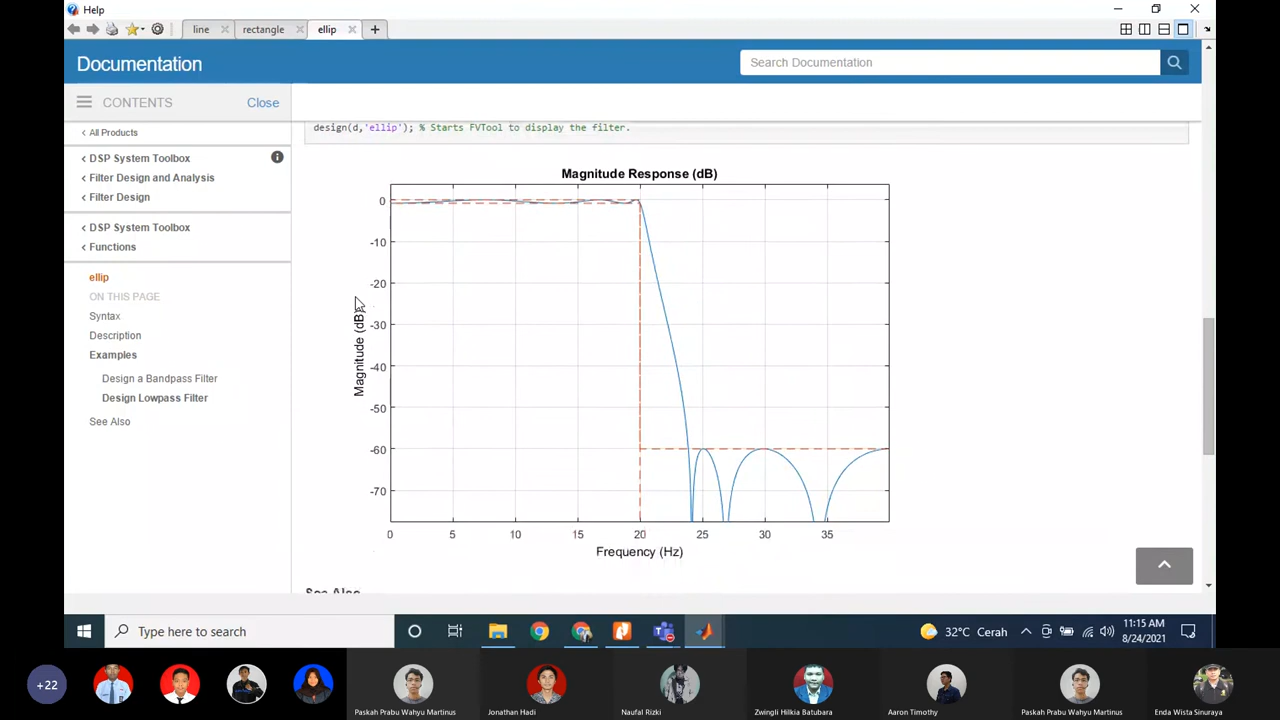 Help
line
rectangle
ellip
Documentation
Search Documentation
CONTENTS
Close
All Products
DSP System Toolbox
Filter Design and Analysis
Filter Design
DSP System Toolbox
Functions
ellip
ON THIS PAGE
Syntax
Description
Examples
Design a Bandpass Filter
Design Lowpass Filter
See Also
design(d,'ellip'); % Starts FVTool to display the filter.
Magnitude Response (dB)
0
-10
-20
-30
-40
-50
-60
-70
Magnitude (dB)
0 5 10 15 20 25 30 35
Frequency (Hz)
See Also
Type here to search
32°C Cerah
11:15 AM
8/24/2021
+22
Paskah Prabu Wahyu Martinus
Jonathan Hadi
Naufal Rizki
Zwingli Hilkia Batubara
Aaron Timothy
Paskah Prabu Wahyu Martinus
Enda Wista Sinuraya